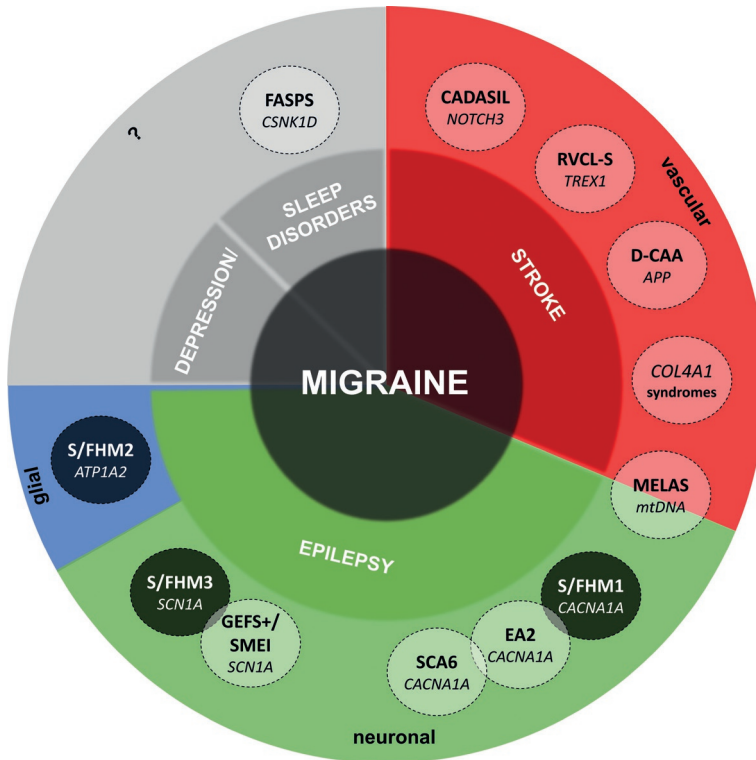 ?
FASPS
CSNK1D
CADASIL
NOTCH3
RVCL-S
TREX1
vascular
D-CAA
APP
COL4A1
syndromes
MELAS
mtDNA
SLEEP
DISORDERS
DEPRESSION/
STROKE
MIGRAINE
S/FHM2
ATP1A2
glial
EPILEPSY
S/FHM3
SCN1A
GEFS+/
SMEI
SCN1A
S/FHM1
CACNA1A
EA2
CACNA1A
SCA6
CACNA1A
neuronal